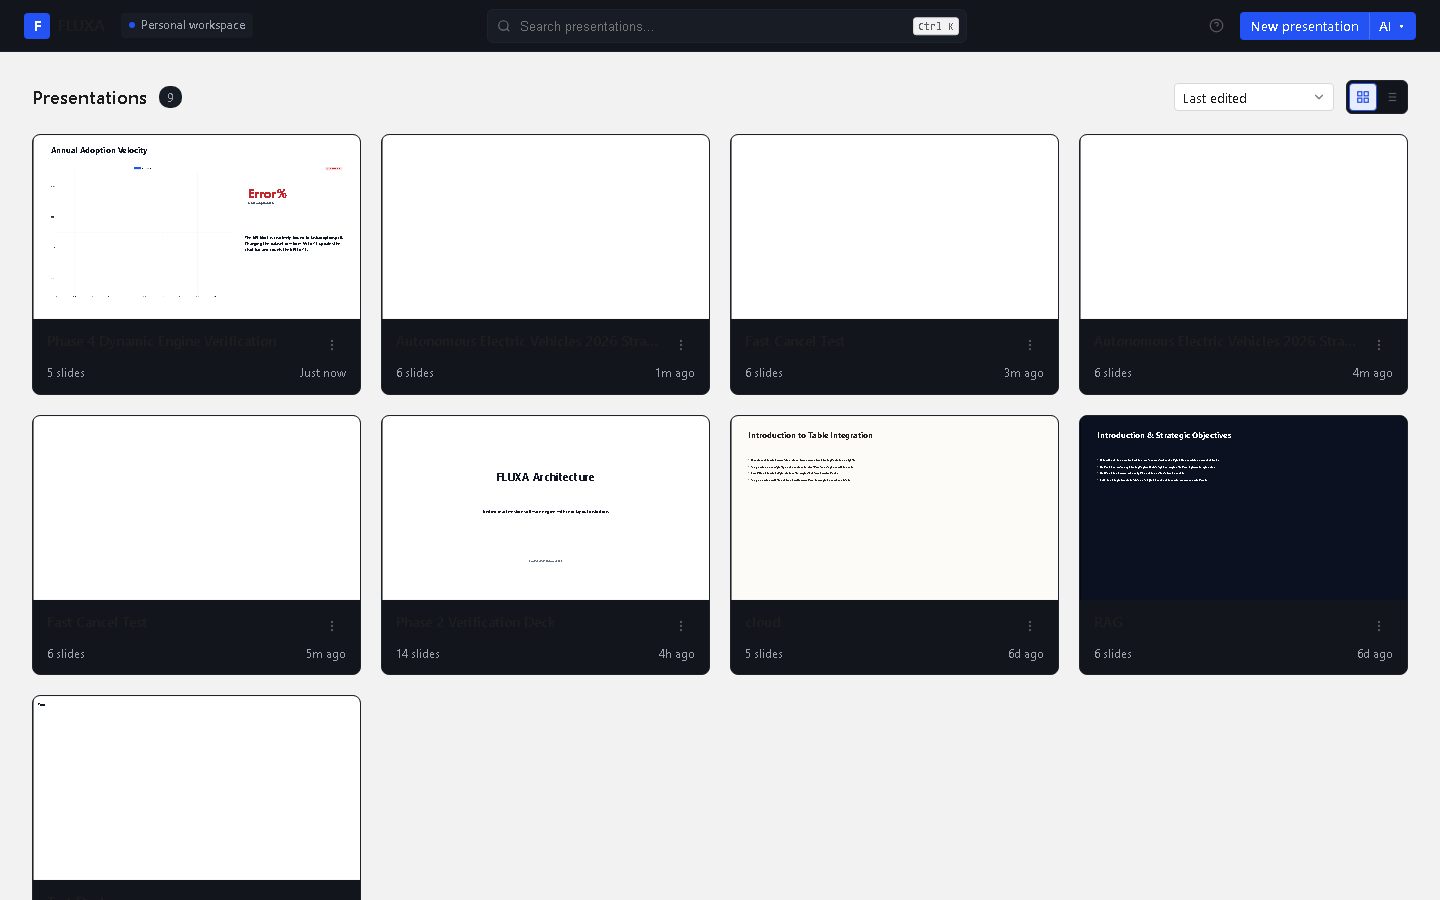 F FLUXA Personal workspace Search presentations... Ctrl K New presentation AI
Presentations 9 Last edited
Annual Adoption Velocity
Error%
Phase 4 Dynamic Engine Verification
5 slides Just now
Autonomous Electric Vehicles 2026 Stra...
6 slides 1m ago
Fast Cancel Test
6 slides 3m ago
Autonomous Electric Vehicles 2026 Stra...
6 slides 4m ago
Fast Cancel Test
6 slides 5m ago
FLUXA Architecture
Phase 2 Verification Deck
14 slides 4h ago
Introduction to Table Integration
cloud
5 slides 6d ago
Introduction & Strategic Objectives
RAG
6 slides 6d ago